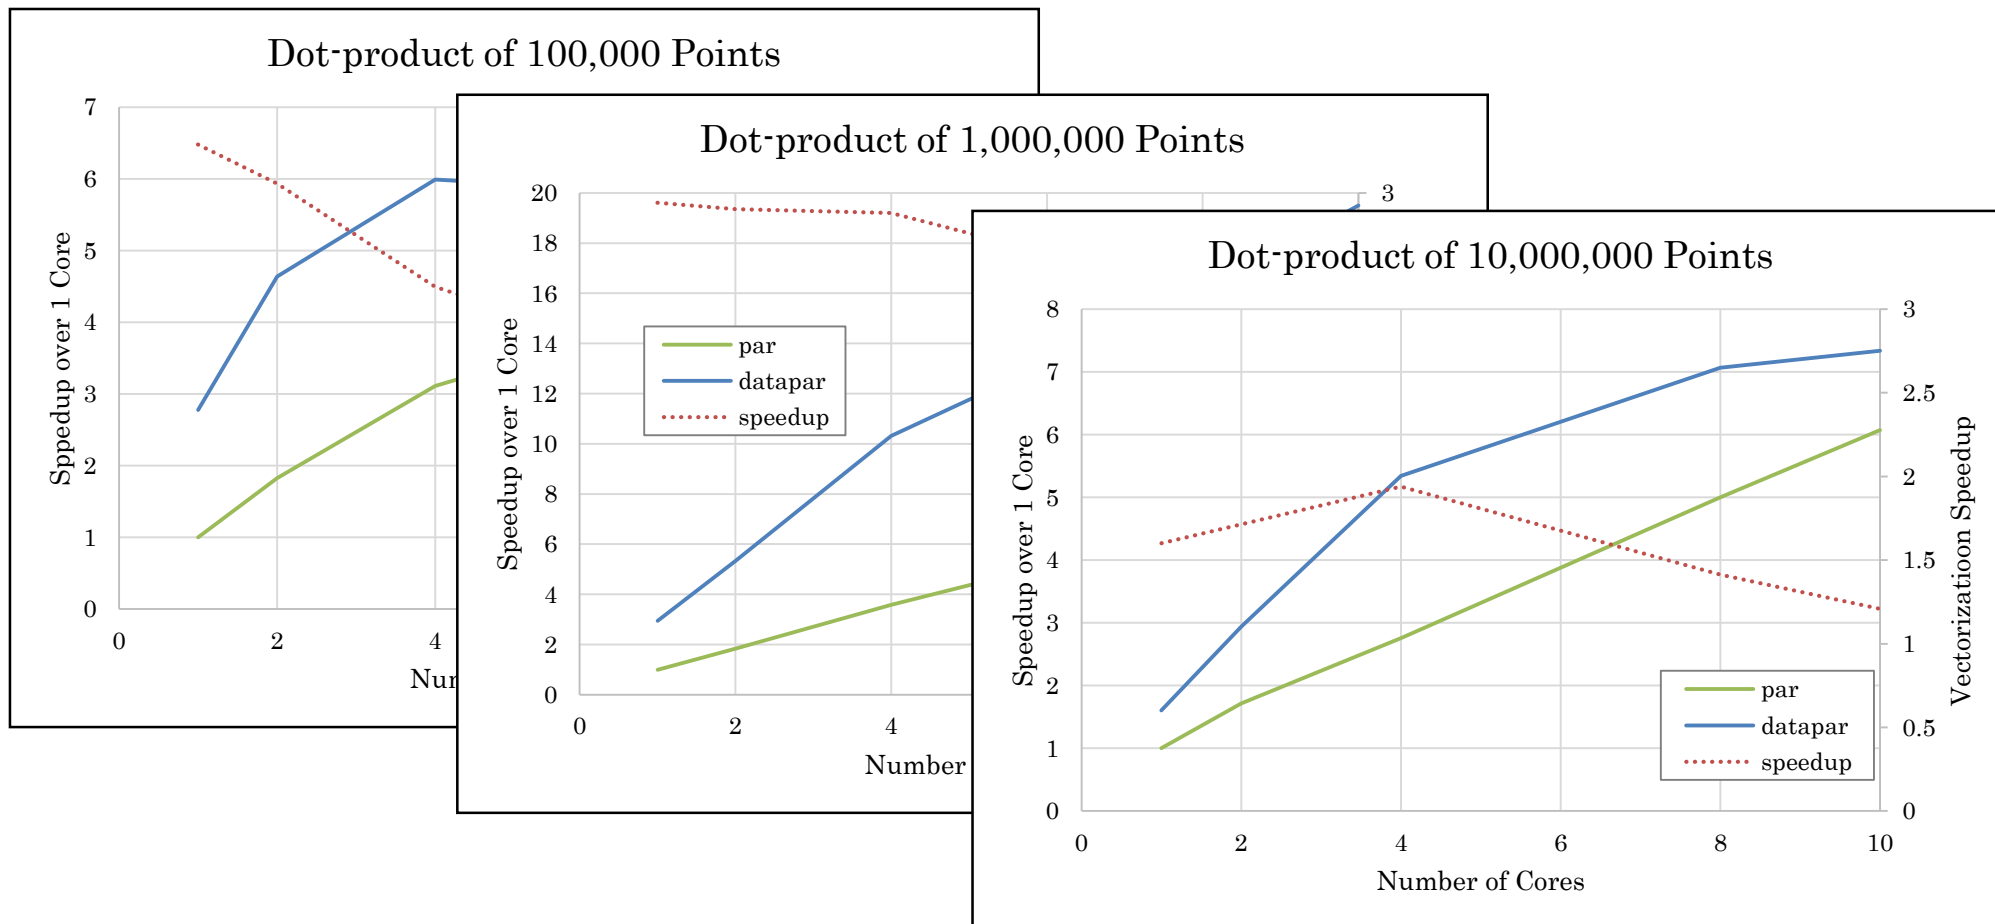 Dot-product of 100,000 Points
7
6
5
4
3
2
1
0
0 2 4
Sppedup over 1 Core
Dot-product of 1,000,000 Points
20
18
16
14
12
10
8
6
4
2
0
0 2 4
3
Speedup over 1 Core
Number
par
datapar
speedup
Dot-product of 10,000,000 Points
8
7
6
5
4
3
2
1
0
0 2 4 6 8 10
3
2.5
2
1.5
1
0.5
0
Speedup over 1 Core
Vectorization Speedup
Number of Cores
par
datapar
speedup